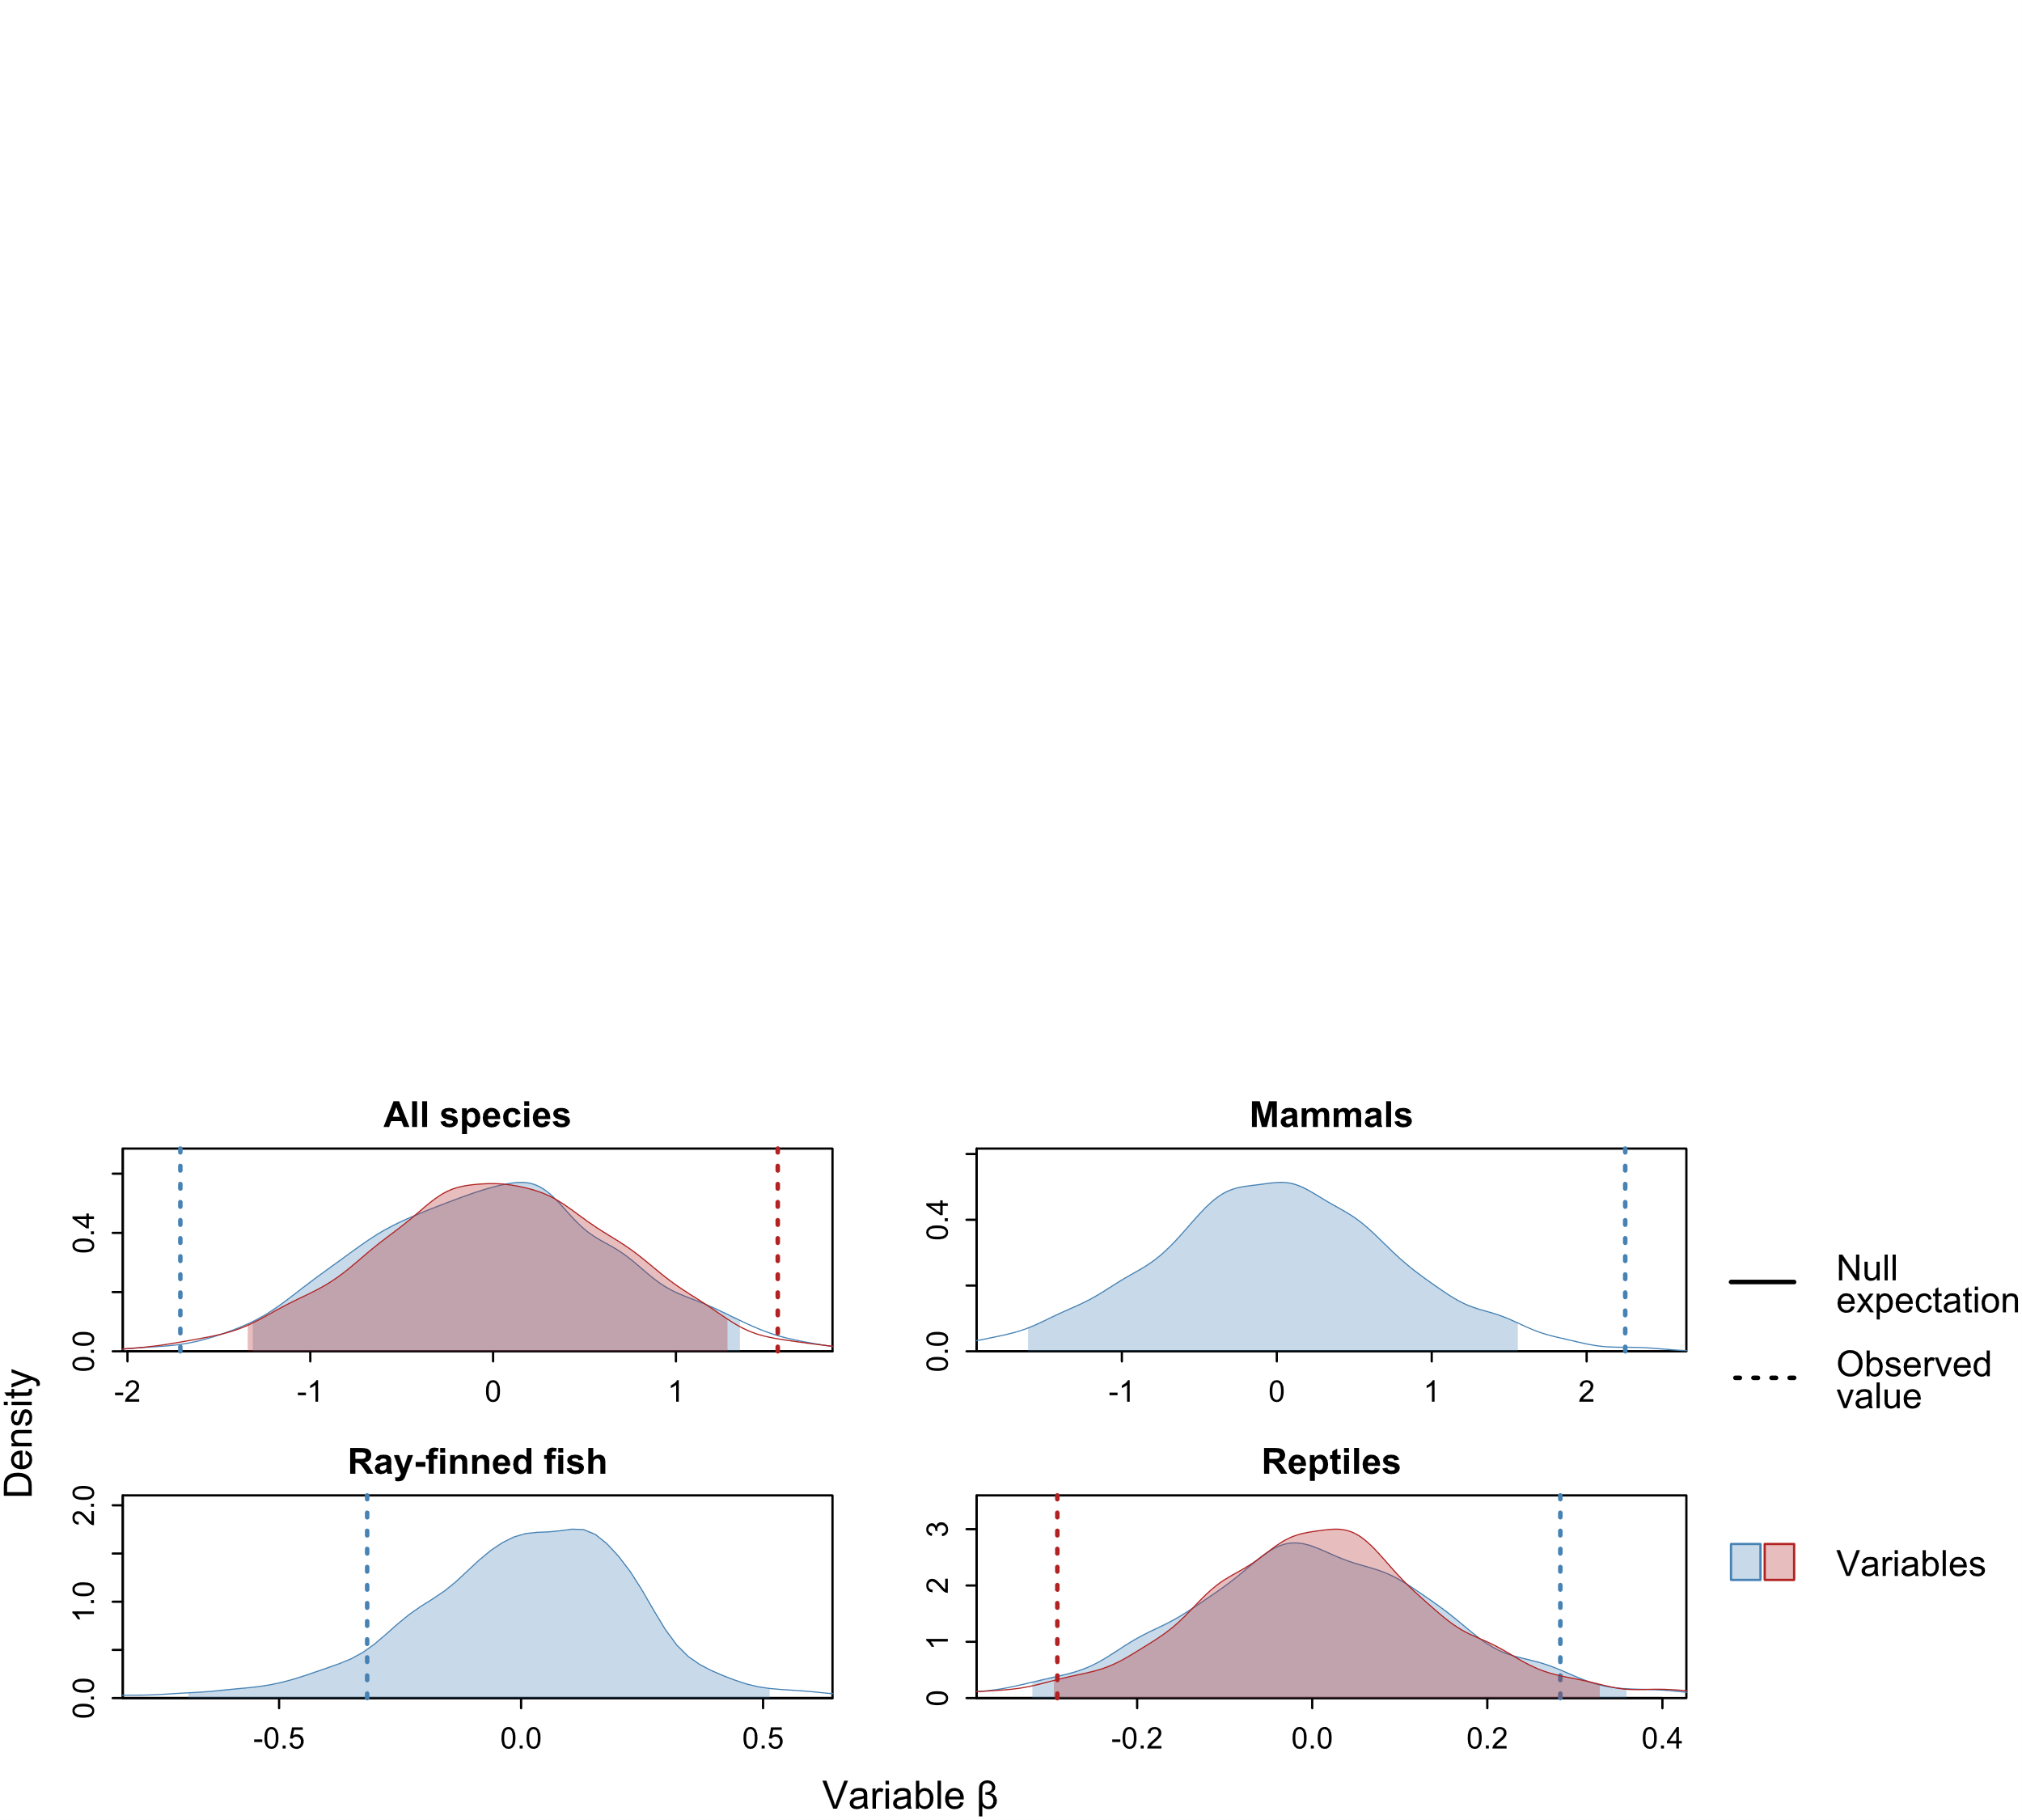 All species
Mammals
0.0
0.4
-2
-1
0
1
0.0
0.4
-1
0
1
2
Null
expectation
Observed
value
Density
Ray-finned fish
Reptiles
0.0
1.0
2.0
-0.5
0.0
0.5
0
1
2
3
-0.2
0.0
0.2
0.4
Variables
Variable β